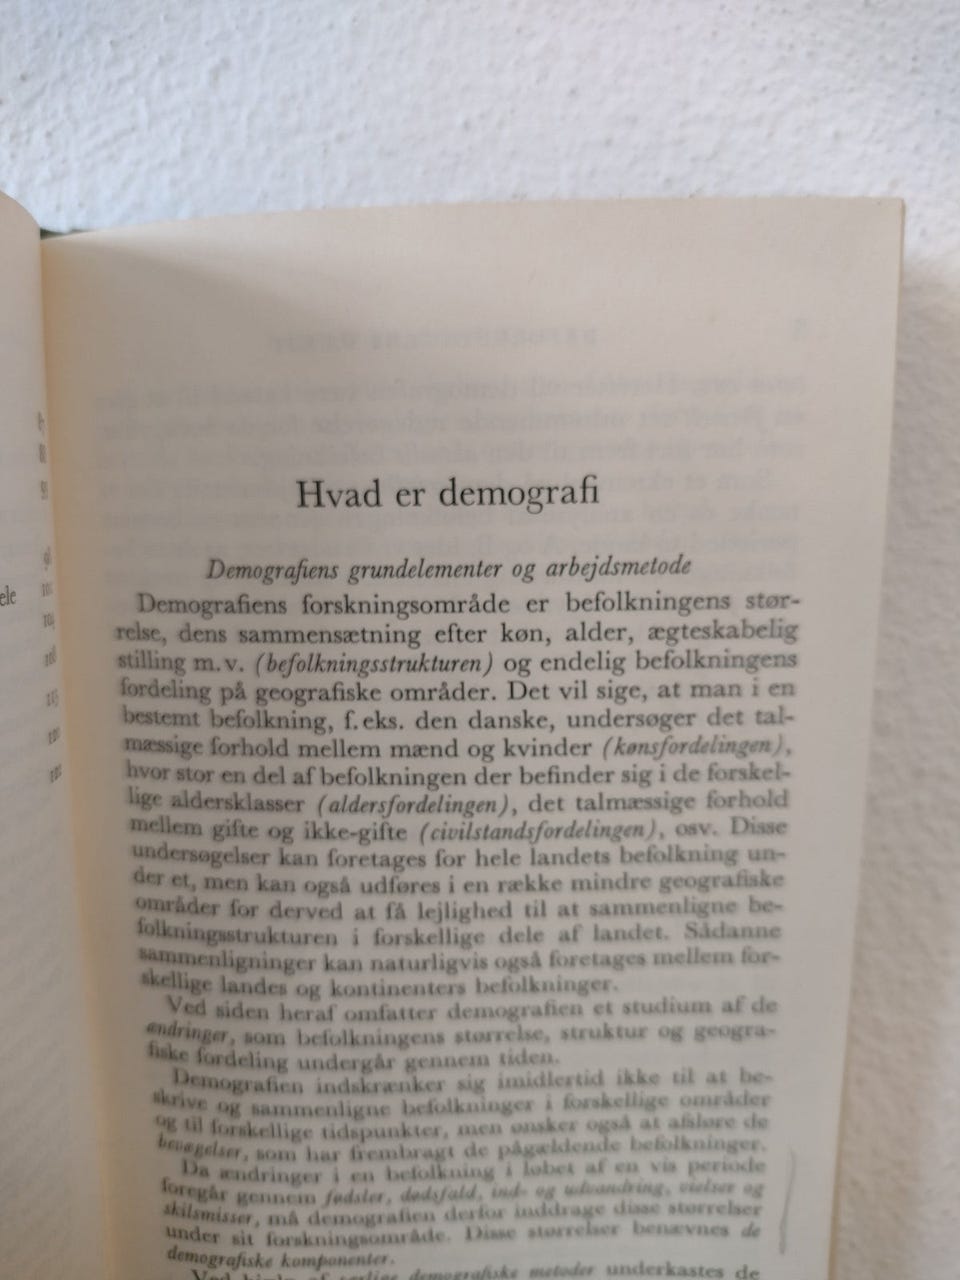 Hvad er demografi
Demografiens grundelementer og arbejdsmetode
Demografiens forskningsområde er befolkningens stør-
relse, dens sammensætning efter køn, alder, ægteskabelig
stilling m.v. (befolkningsstrukturen) og endelig befolkningens
fordeling på geografiske områder. Det vil sige, at man i en
bestemt befolkning, f.eks. den danske, undersøger det tal-
mæssige forhold mellem mænd og kvinder (kønsfordelingen),
hvor stor en del af befolkningen der befinder sig i de forskel-
lige aldersklasser (aldersfordelingen), det talmæssige forhold
mellem gifte og ikke-gifte (civilstandsfordelingen), osv. Disse
undersøgelser kan foretages for hele landets befolkning un-
der et, men kan også udføres i en række mindre geografiske
områder for derved at få lejlighed til at sammenligne be-
folkningsstrukturen i forskellige dele af landet. Sådanne
sammenligninger kan naturligvis også foretages mellem for-
skellige landes og kontinenters befolkninger.
Ved siden heraf omfatter demografien et studium af de
ændringer, som befolkningens størrelse, struktur og geogra-
fiske fordeling undergår gennem tiden.
Demografien indskrænker sig imidlertid ikke til at be-
skrive og sammenligne befolkninger i forskellige områder
og til forskellige tidspunkter, men ønsker også at afsløre de
bevægelser, som har frembragt de pågældende befolkninger.
Da ændringer i en befolkning i løbet af en vis periode
foregår gennem fødsler, dødsfald, ind- og udvandring, vielser og
skilsmisser, må demografien derfor inddrage disse størrelser
under sit forskningsområde. Disse størrelser benævnes de
demografiske komponenter.
Ved hjælp af særlige demografiske metoder underkastes de
ele